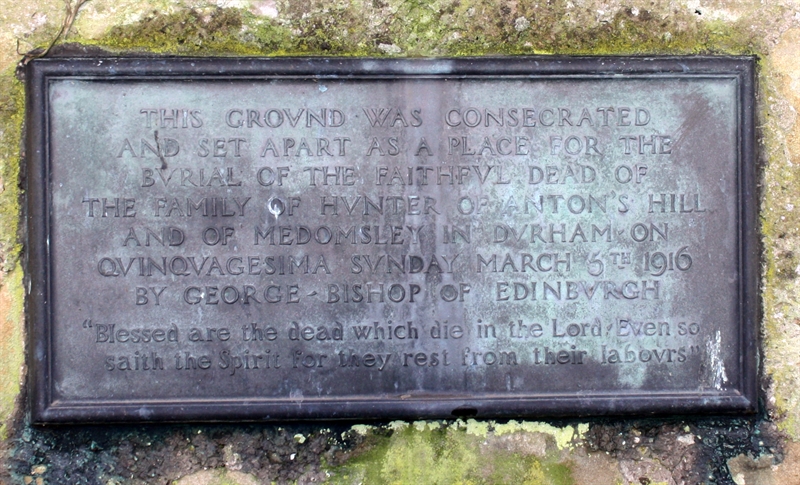 THIS GROVND WAS CONSECRATED
AND SET APART AS A PLACE FOR THE
BVRIAL OF THE FAITHFVL DEAD OF
THE FAMILY OF HVNTER OF ANTON'S HILL
AND OF MEDOMSLEY IN DVRHAM ON
QVINQVAGESIMA SVNDAY MARCH 5TH 1916
BY GEORGE - BISHOP OF EDINBVRGH
"Blessed are the dead which die in the Lord/Even so
saith the Spirit for they rest from their labovrs"